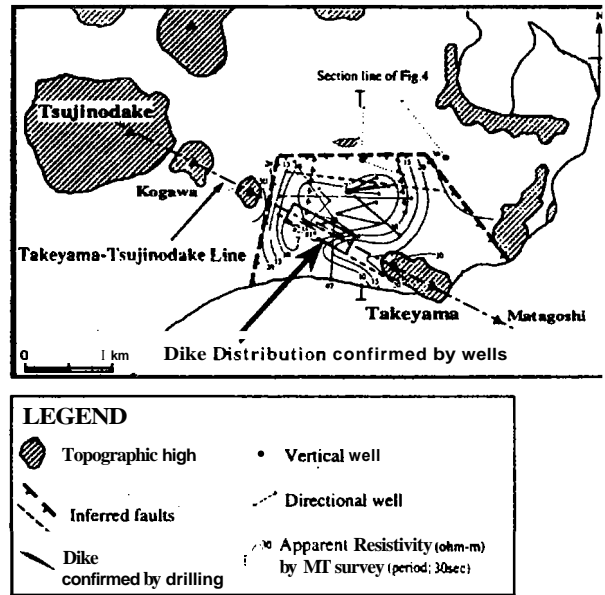 N
Section line of Fig.4
Tsujinodake
Kogawa
Takeyama-Tsujinodake Line
Takeyama
Matagoshi
0 1 km
Dike Distribution confirmed by wells
LEGEND
Topographic high
Vertical well
Inferred faults
Directional well
Dike
confirmed by drilling
30 Apparent Resistivity (ohm-m)
by MT survey (period; 30sec)